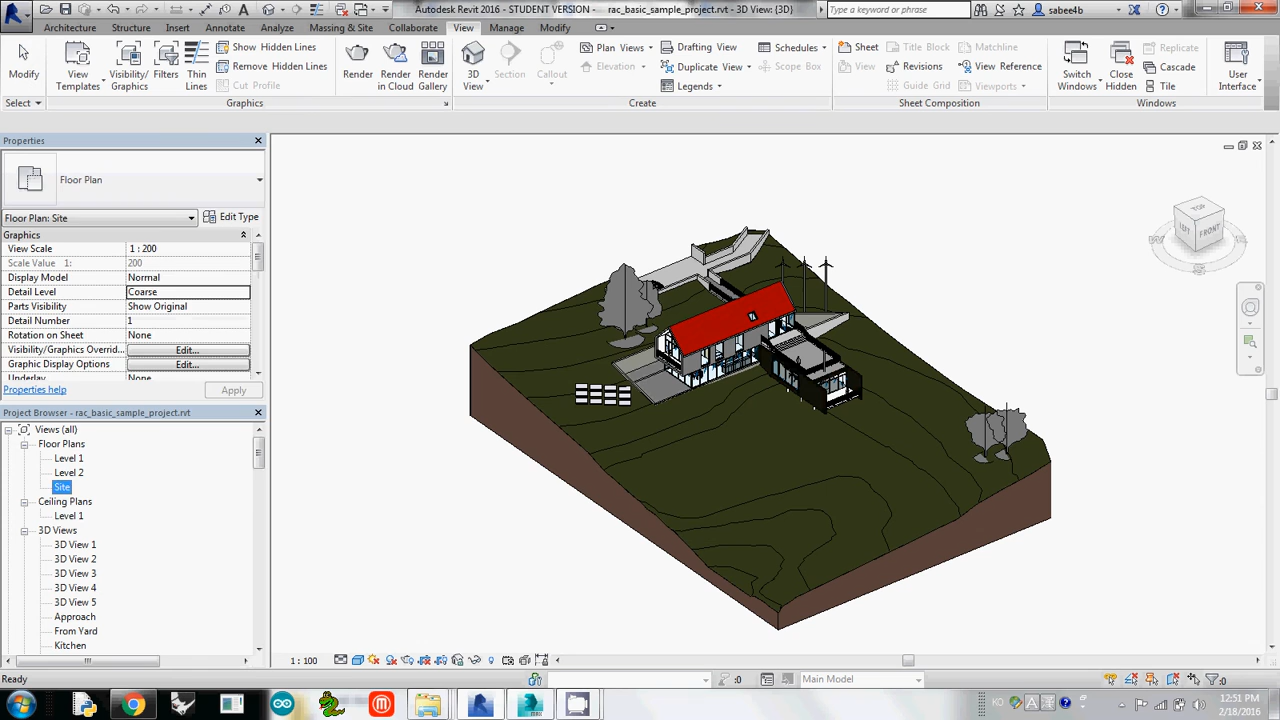 Autodesk Revit 2016 - STUDENT VERSION - rac_basic_sample_project.rvt - 3D View: {3D}
Type a keyword or phrase
sabee4b
Architecture Structure Insert Annotate Analyze Massing & Site Collaborate View Manage Modify
Modify
View Templates
Visibility/ Graphics
Filters
Thin Lines
Show Hidden Lines
Remove Hidden Lines
Cut Profile
Render
Render in Cloud
Render Gallery
3D View
Section
Callout
Plan Views
Elevation
Drafting View
Duplicate View
Legends
Schedules
Scope Box
Sheet
View
Title Block
Revisions
Guide Grid
Matchline
View Reference
Viewports
Switch Windows
Close Hidden
Replicate
Cascade
Tile
User Interface
Select Graphics Create Sheet Composition Windows
Properties
Floor Plan
Floor Plan: Site Edit Type
Graphics
View Scale 1 : 200
Scale Value 1: 200
Display Model Normal
Detail Level Coarse
Parts Visibility Show Original
Detail Number 1
Rotation on Sheet None
Visibility/Graphics Overrid... Edit...
Graphic Display Options Edit...
Underlay None
Properties help Apply
Project Browser - rac_basic_sample_project.rvt
Views (all)
Floor Plans
Level 1
Level 2
Site
Ceiling Plans
Level 1
3D Views
3D View 1
3D View 2
3D View 3
3D View 4
3D View 5
Approach
From Yard
Kitchen
TOP
LEFT FRONT
1 : 100
Ready
:0
Main Model
:0
KO
12:51 PM
2/18/2016